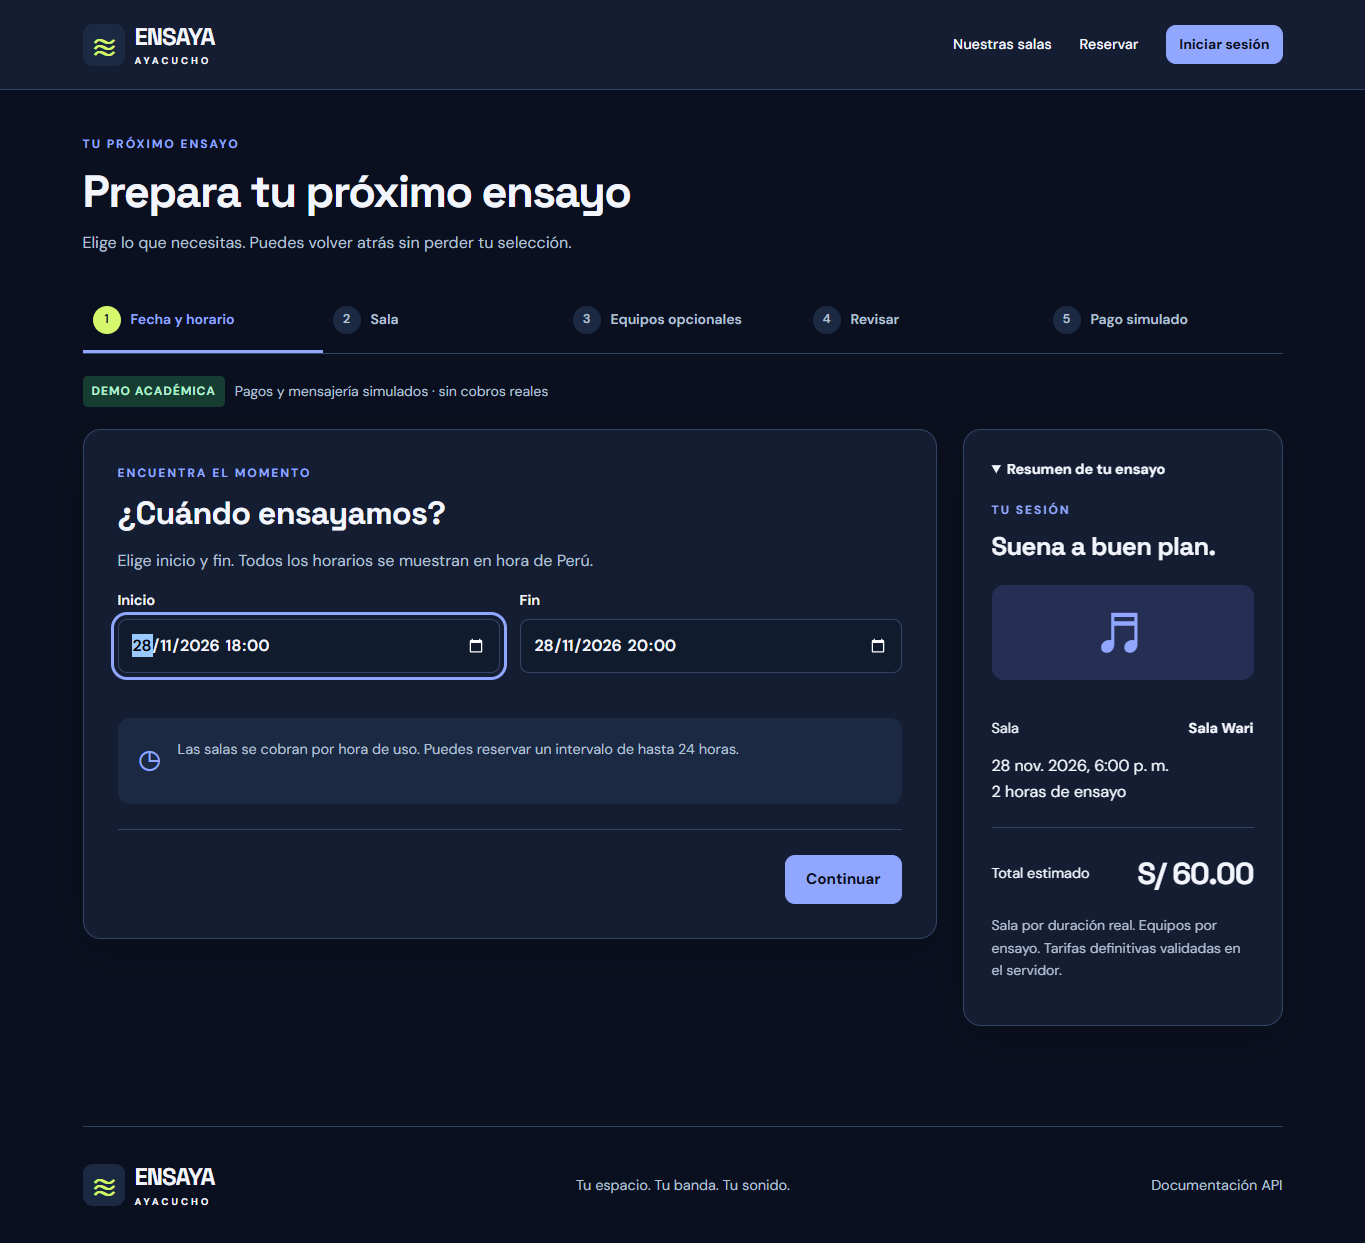 ENSAYA
AYACUCHO
Nuestras salas
Reservar
Iniciar sesión
TU PRÓXIMO ENSAYO
Prepara tu próximo ensayo
Elige lo que necesitas. Puedes volver atrás sin perder tu selección.
1 Fecha y horario
2 Sala
3 Equipos opcionales
4 Revisar
5 Pago simulado
DEMO ACADÉMICA Pagos y mensajería simulados · sin cobros reales
ENCUENTRA EL MOMENTO
¿Cuándo ensayamos?
Elige inicio y fin. Todos los horarios se muestran en hora de Perú.
Inicio
28/11/2026 18:00
Fin
28/11/2026 20:00
Las salas se cobran por hora de uso. Puedes reservar un intervalo de hasta 24 horas.
Continuar
Resumen de tu ensayo
TU SESIÓN
Suena a buen plan.
Sala Sala Wari
28 nov. 2026, 6:00 p. m.
2 horas de ensayo
Total estimado S/ 60.00
Sala por duración real. Equipos por
ensayo. Tarifas definitivas validadas en
el servidor.
ENSAYA
AYACUCHO
Tu espacio. Tu banda. Tu sonido.
Documentación API